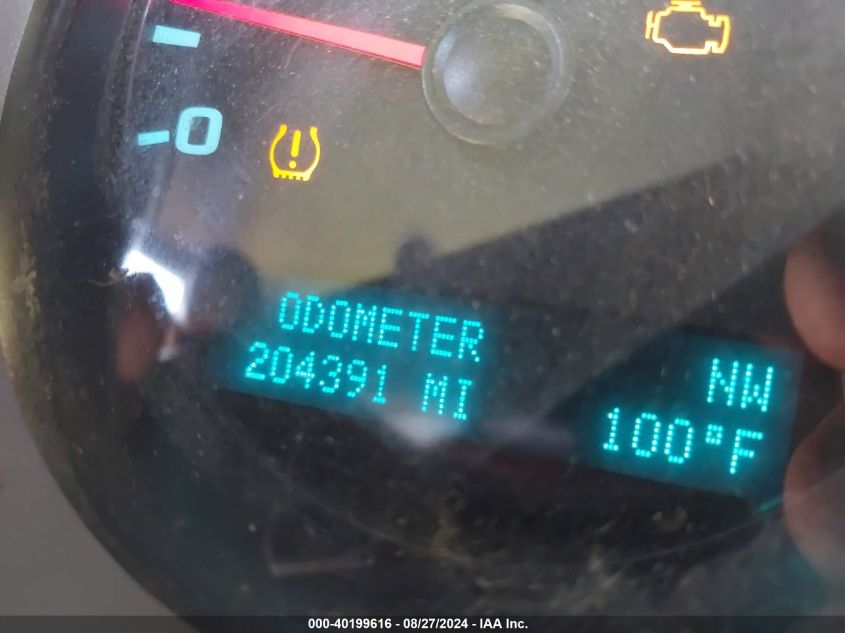 0
ODOMETER
204391 MI
NW
100°F
000-40199616 - 08/27/2024 - IAA Inc.